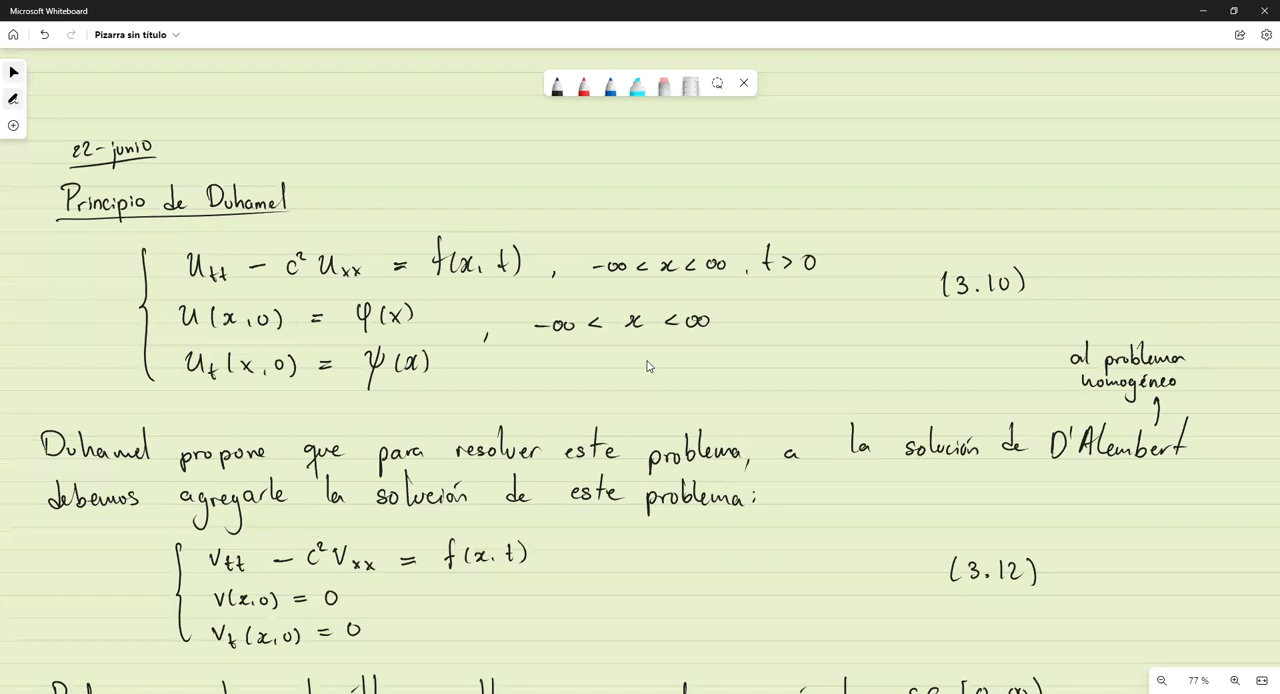 Microsoft Whiteboard
Pizarra sin título
22-junio
Principio de Duhamel
u_tt - c² u_xx = f(x,t) , -∞ < x < ∞, t > 0
(3.10)
u(x,0) = φ(x)
, -∞ < x < ∞
u_t(x,0) = ψ(x)
al problema
homogéneo
Duhamel propone que para resolver este problema, a la solución de D'Alembert
debemos agregarle la solución de este problema:
v_tt - c² v_xx = f(x,t)
(3.12)
v(x,0) = 0
v_t(x,0) = 0
77 %